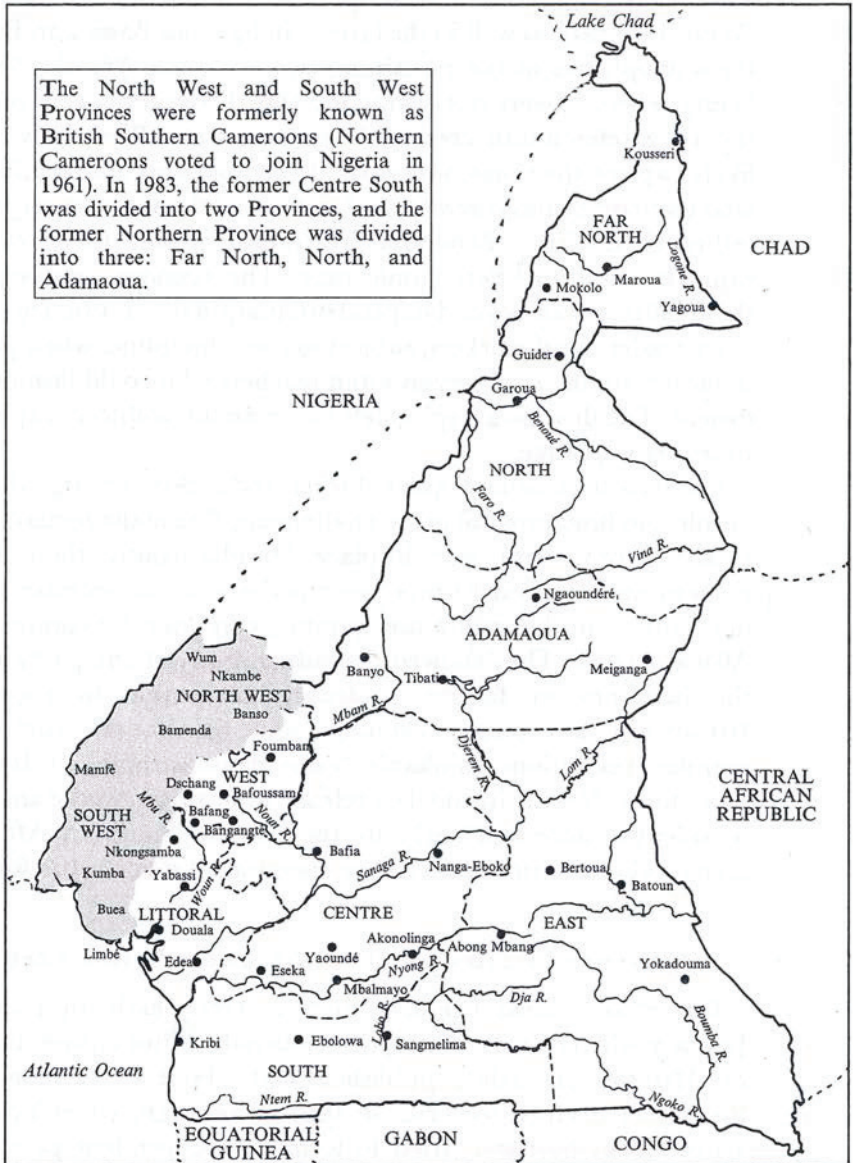 Lake Chad
The North West and South West
Provinces were formerly known as
British Southern Cameroons (Northern
Cameroons voted to join Nigeria in
1961). In 1983, the former Centre South
was divided into two Provinces, and the
former Northern Province was divided
into three: Far North, North, and
Adamaoua.
Kousseri
FAR
NORTH
CHAD
Logone R.
Maroua
Mokolo
Yagoua
Guider
NIGERIA
Garoua
Benoué R.
NORTH
Faro R.
Vina R.
Ngaoundéré
ADAMAOUA
Wum
Nkambe
Banyo
Meiganga
Tibati
NORTH WEST
Banso
Mbam R.
Bamenda
Foumban
Djerem R.
Lom R.
Mamfe
WEST
Dschang
Bafoussam
CENTRAL
AFRICAN
REPUBLIC
Mbu R.
Bafang
Noun R.
SOUTH
WEST
Bangangte
Nkongsamba
Bafia
Sanaga R.
Nanga-Eboko
Bertoua
Kumba
Yabassi
Woun R.
Batoun
Buea
LITTORAL
CENTRE
EAST
Douala
Akonolinga
Abong Mbang
Limbe
Edea
Yaoundé
Nyong R.
Eseka
Mbalmayo
Yokadouma
Dja R.
Boumba R.
Lobo R.
Kribi
Ebolowa
Sangmelima
Atlantic Ocean
SOUTH
Ntem R.
Ngoko R.
EQUATORIAL
GUINEA
GABON
CONGO